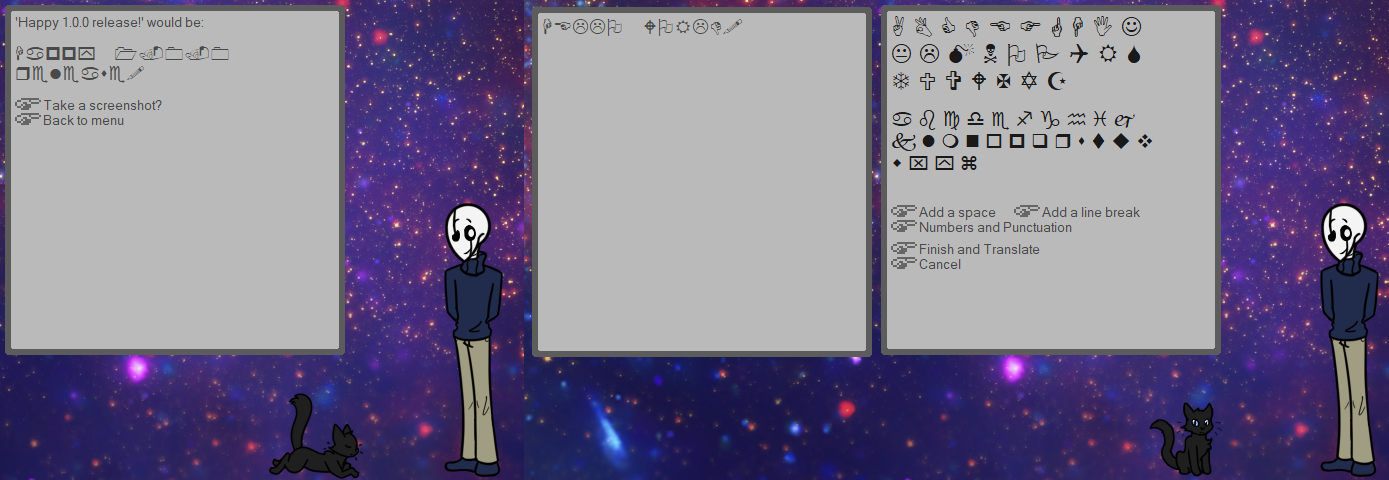 'Happy 1.0.0 release!' would be:
☟♋◻◻⍓ 📂📬📁📬📁
❒♏●♏♋⬧♏✏
☞ Take a screenshot?
☞ Back to menu
☟☜☹☹⚐ 🕈⚐☼☹👎✏
✌ 👌 👍 👎 ☜ ☞ ☝ ☟ ✋ ☺
😐 ☹ 💣 ☠ ⚐ 🏱 ✈ ☼ 💧
❄ 🕆 ✞ 🕈 ✠ ✡ ☪
♋ ♌ ♍ ♎ ♏ ♐ ♑ ♒ ♓ 🙰
🙵 ● ❍ ■ □ ◻ ❑ ❒ ⬧ ⧫ ◆ ❖
⬥ ⌧ ⍓ ⌘
☞ Add a space ☞ Add a line break
☞ Numbers and Punctuation
☞ Finish and Translate
☞ Cancel